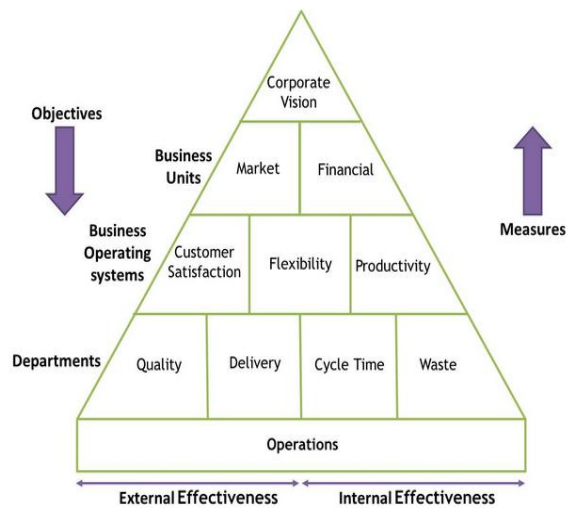 Corporate
Vision
Objectives
Business
Units
Market
Financial
Measures
Business
Operating
systems
Customer
Satisfaction
Flexibility
Productivity
Departments
Quality
Delivery
Cycle Time
Waste
Operations
External Effectiveness
Internal Effectiveness